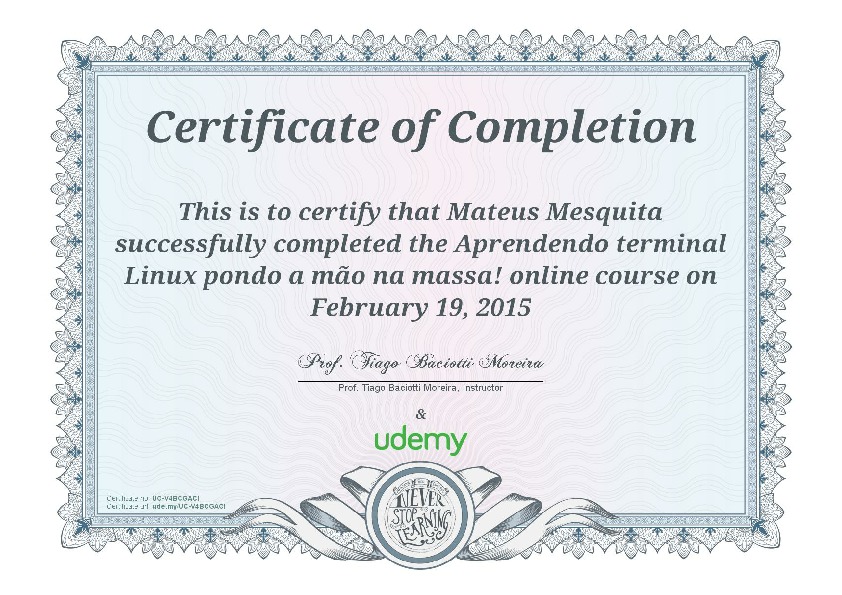 Certificate of Completion
This is to certify that Mateus Mesquita
successfully completed the Aprendendo terminal
Linux pondo a mão na massa! online course on
February 19, 2015
Prof. Tiago Baciotti Moreira
Prof. Tiago Baciotti Moreira, Instructor
&
udemy
Certificate no: UC-V4BCGACI
Certificate url: ude.my/UC-V4BCGACI
NEVER
STOP
LEARNING